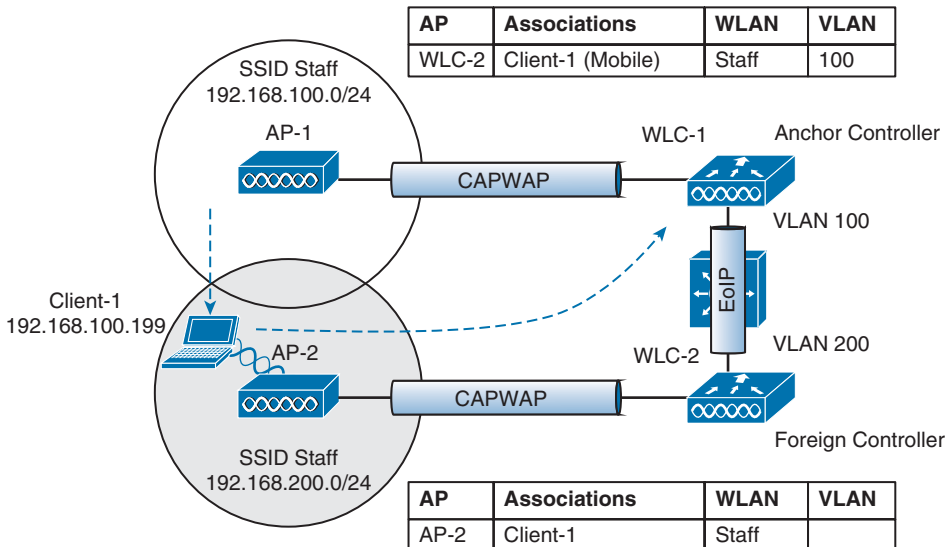 AP Associations WLAN VLAN
WLC-2 Client-1 (Mobile) Staff 100
SSID Staff
192.168.100.0/24
AP-1
CAPWAP
WLC-1
Anchor Controller
VLAN 100
EoIP
VLAN 200
Client-1
192.168.100.199
AP-2
CAPWAP
WLC-2
Foreign Controller
SSID Staff
192.168.200.0/24
AP Associations WLAN VLAN
AP-2 Client-1 Staff